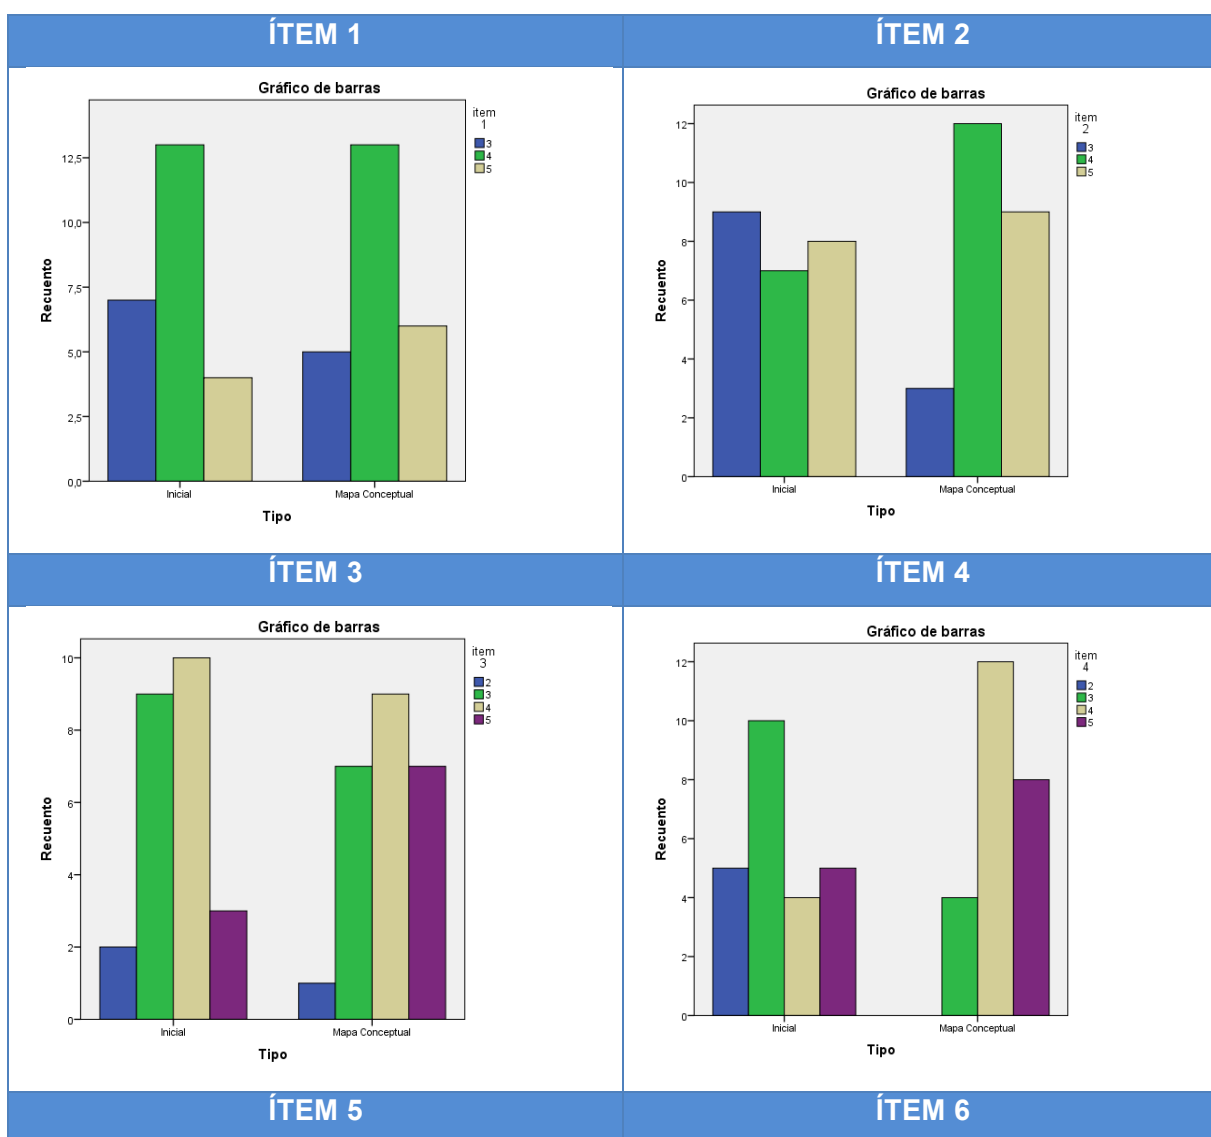 ÍTEM 1
Gráfico de barras
item
1
3
4
5
12,5
10,0
7,5
5,0
2,5
0,0
Recuento
Inicial
Mapa Conceptual
Tipo
ÍTEM 2
Gráfico de barras
item
2
3
4
5
12
10
8
6
4
2
0
Recuento
Inicial
Mapa Conceptual
Tipo
ÍTEM 3
Gráfico de barras
item
3
2
3
4
5
10
8
6
4
2
0
Recuento
Inicial
Mapa Conceptual
Tipo
ÍTEM 4
Gráfico de barras
item
4
2
3
4
5
12
10
8
6
4
2
0
Recuento
Inicial
Mapa Conceptual
Tipo
ÍTEM 5
ÍTEM 6